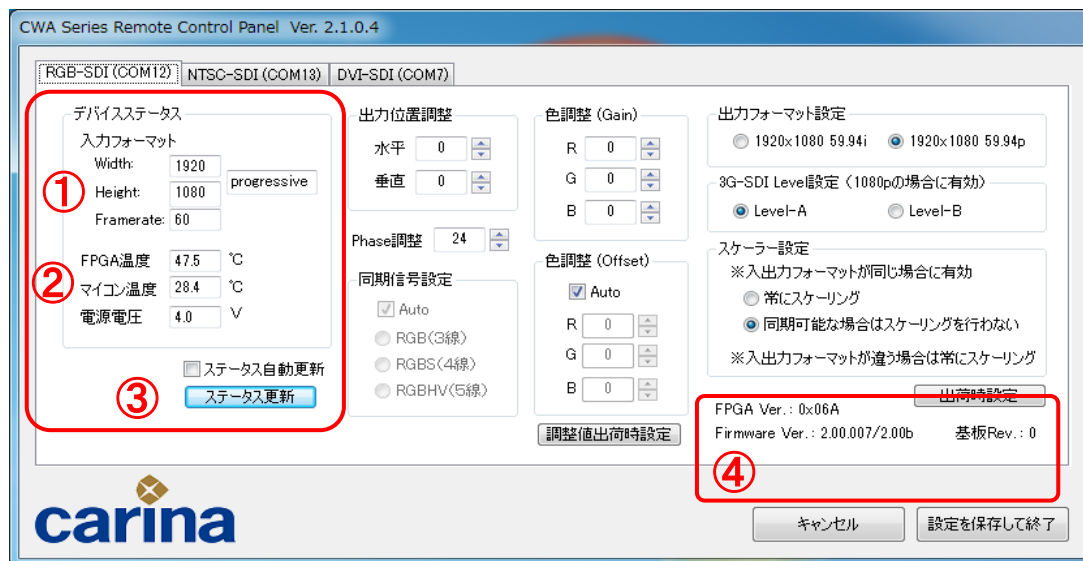 CWA Series Remote Control Panel Ver. 2.1.0.4
RGB-SDI(COM12) NTSC-SDI(COM13) DVI-SDI(COM7)
デバイスステータス
入力フォーマット
Width: 1920
Height: 1080 progressive
Framerate: 60
①
FPGA温度 47.5 ℃
マイコン温度 28.4 ℃
電源電圧 4.0 V
②
ステータス自動更新
ステータス更新
③
出力位置調整
水平 0
垂直 0
Phase調整 24
同期信号設定
Auto
RGB(3線)
RGBS(4線)
RGBHV(5線)
色調整 (Gain)
R 0
G 0
B 0
色調整 (Offset)
Auto
R 0
G 0
B 0
調整値出荷時設定
出力フォーマット設定
1920x1080 59.94i 1920x1080 59.94p
3G-SDI Level設定（1080pの場合に有効）
Level-A Level-B
スケーラー設定
※入出力フォーマットが同じ場合に有効
常にスケーリング
同期可能な場合はスケーリングを行わない
※入出力フォーマットが違う場合は常にスケーリング
出荷時設定
FPGA Ver.: 0x06A
Firmware Ver.: 2.00.007/2.00b 基板Rev.: 0
④
carina
キャンセル 設定を保存して終了